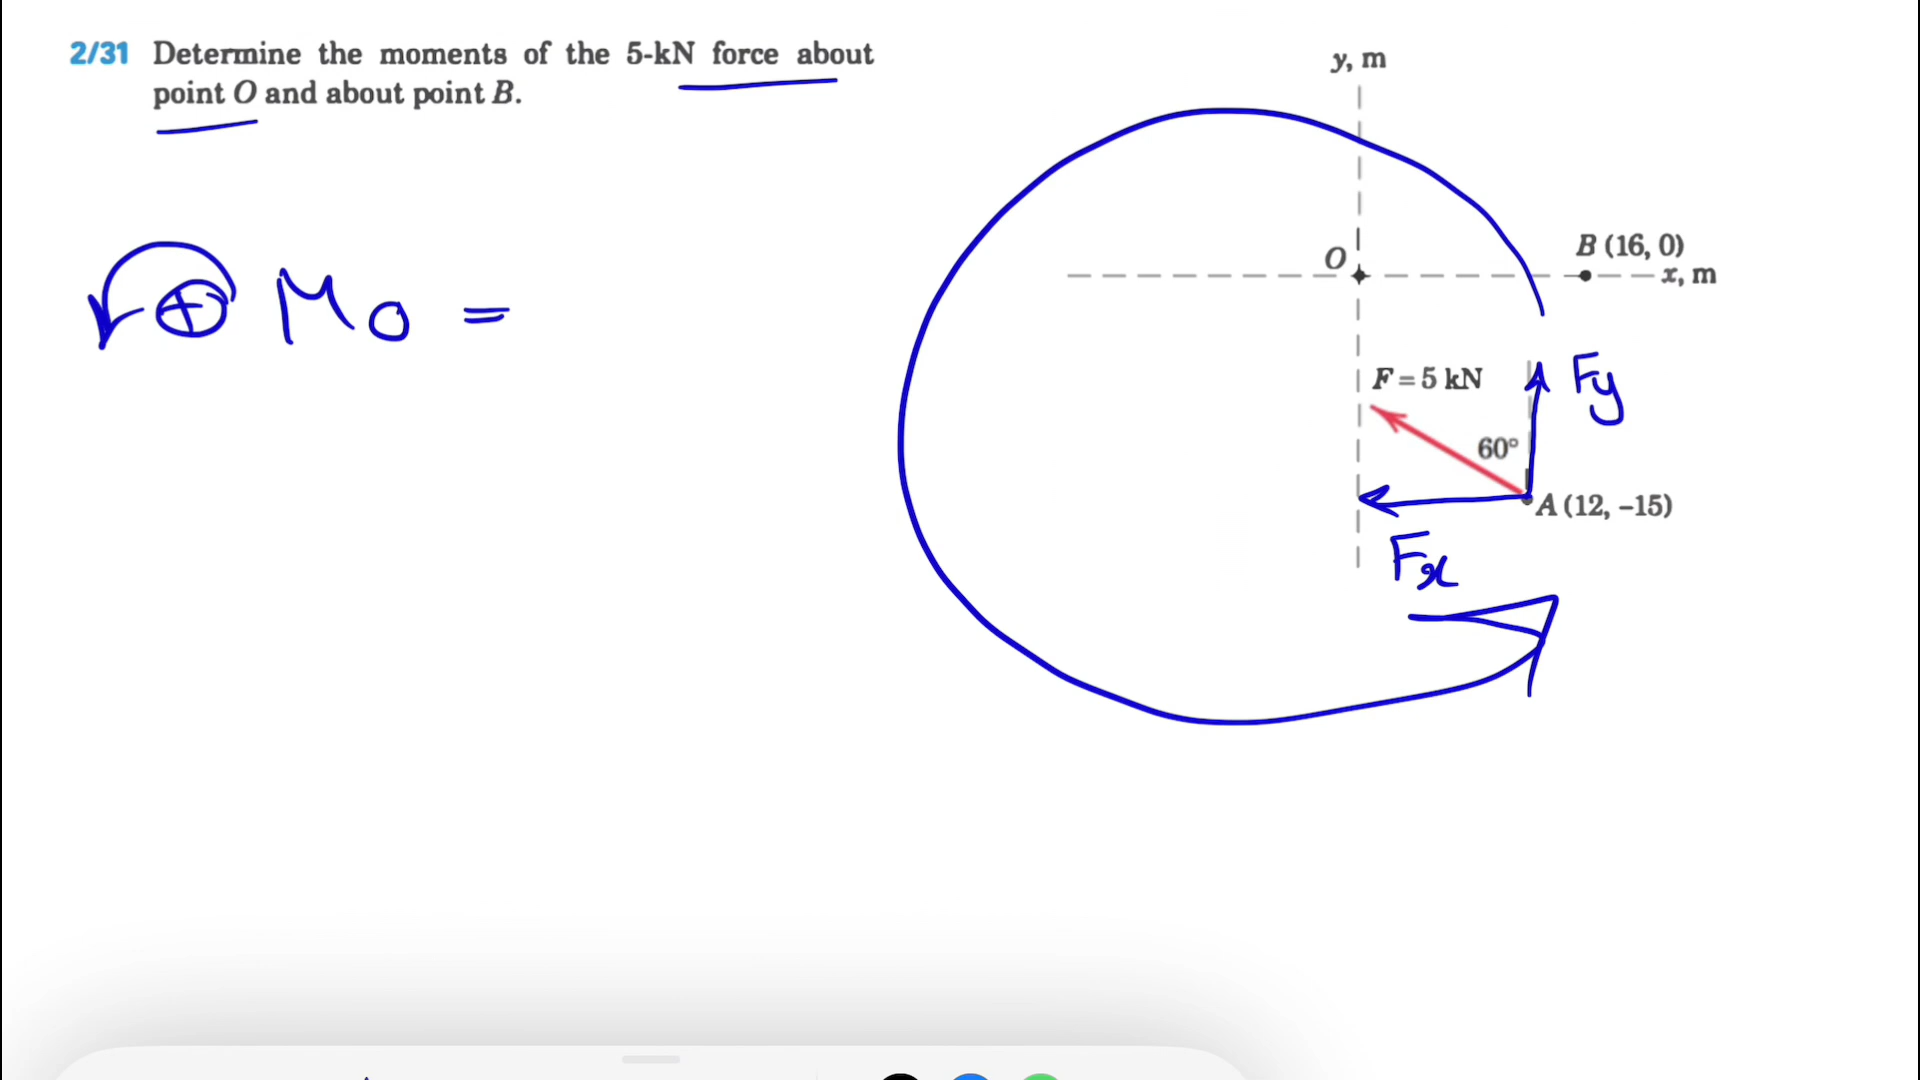 2/31 Determine the moments of the 5-kN force about
point O and about point B.
y, m
O
B (16, 0)
x, m
⊕ Mo =
F = 5 kN
Fy
60°
A (12, –15)
Fx